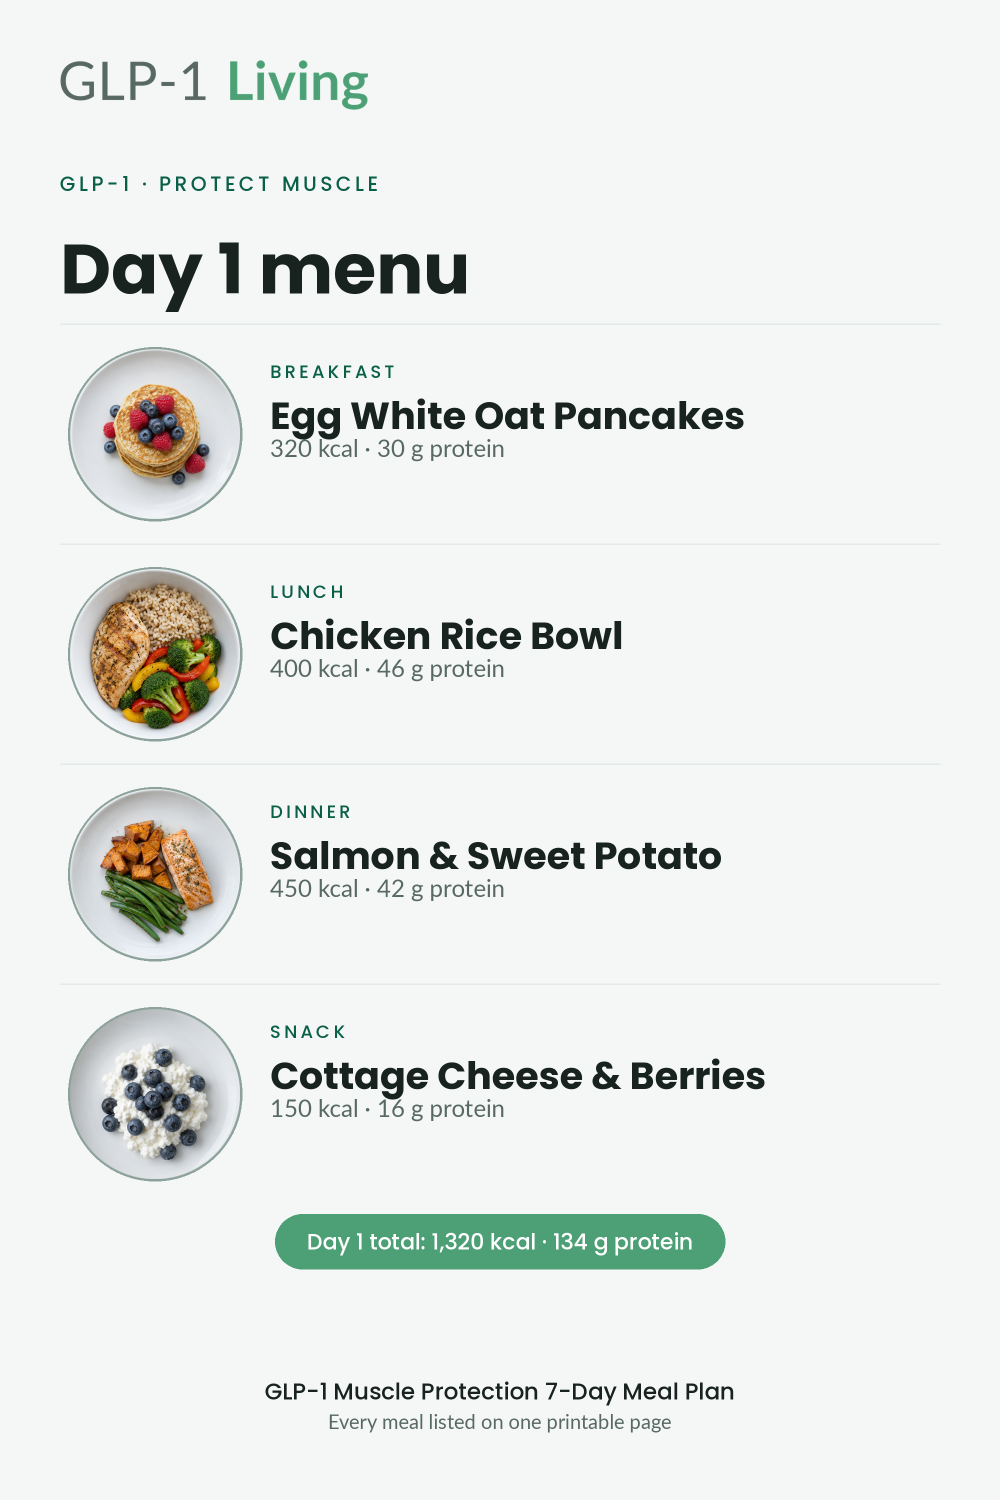 GLP-1 Living
GLP-1 · PROTECT MUSCLE
Day 1 menu
BREAKFAST
Egg White Oat Pancakes
320 kcal · 30 g protein
LUNCH
Chicken Rice Bowl
400 kcal · 46 g protein
DINNER
Salmon & Sweet Potato
450 kcal · 42 g protein
SNACK
Cottage Cheese & Berries
150 kcal · 16 g protein
Day 1 total: 1,320 kcal · 134 g protein
GLP-1 Muscle Protection 7-Day Meal Plan
Every meal listed on one printable page